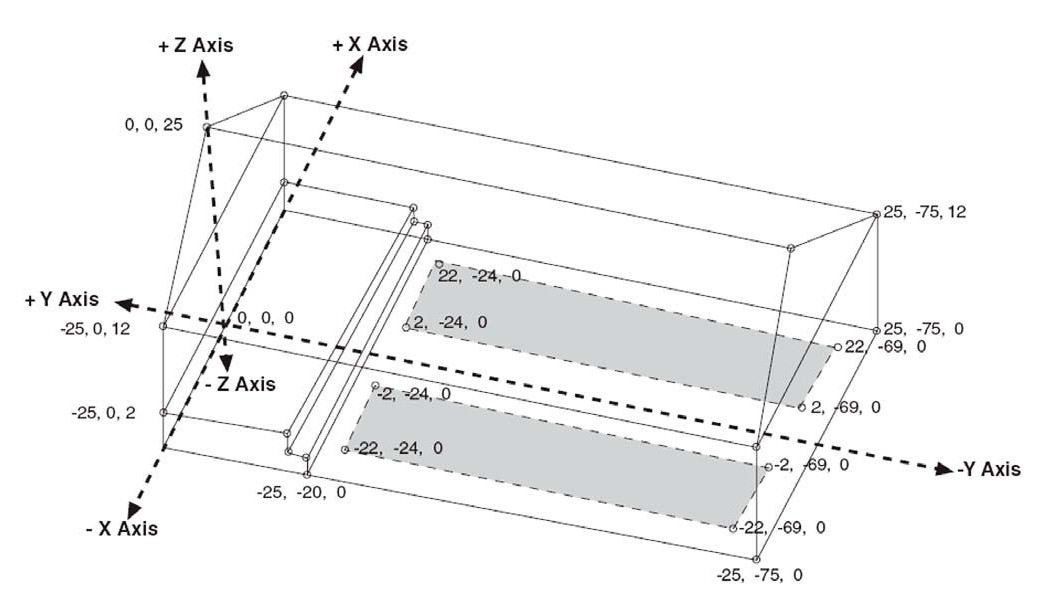 + Z Axis
+ X Axis
0, 0, 25
25, -75, 12
22, -24, 0
+ Y Axis
0, 0, 0
-25, 0, 12
2, -24, 0
25, -75, 0
22, -69, 0
- Z Axis
-2, -24, 0
-25, 0, 2
2, -69, 0
-22, -24, 0
-2, -69, 0
-Y Axis
-25, -20, 0
- X Axis
-22, -69, 0
-25, -75, 0